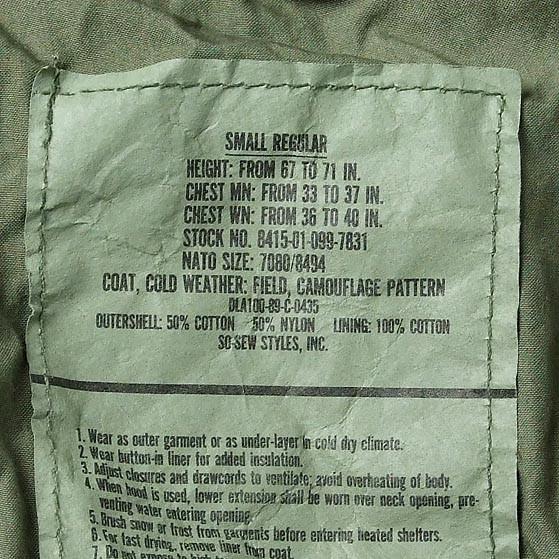 SMALL REGULAR
HEIGHT: FROM 67 TO 71 IN.
CHEST MN: FROM 33 TO 37 IN.
CHEST WN: FROM 36 TO 40 IN.
STOCK NO. 8415-01-099-7831
NATO SIZE: 7080/8494
COAT, COLD WEATHER: FIELD, CAMOUFLAGE PATTERN
DLA100-89-C-0435
OUTERSHELL: 50% COTTON 50% NYLON LINING: 100% COTTON
SO-SEW STYLES, INC.
1. Wear as outer garment or as under-layer in cold dry climate.
2. Wear button-in liner for added insulation.
3. Adjust closures and drawcords to ventilate, avoid overheating of body.
4. When hood is used, lower extension shall be worn over neck opening, pre-
venting water entering opening.
5. Brush snow or frost from garments before entering heated shelters.
6. For fast drying, remove liner from coat.
7. Do not expose to high